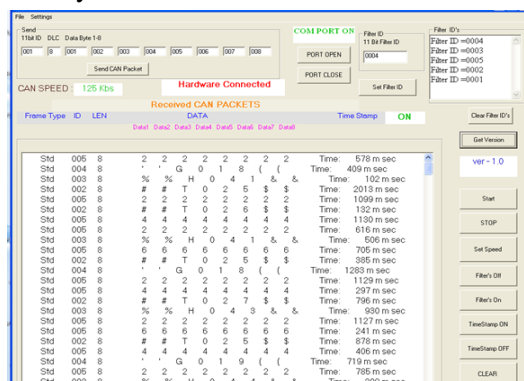 File Settings
Send
11bit ID DLC Data Byte 1-8
001 8 001 002 003 004 005 006 007 008
Send CAN Packet
COM PORT ON
PORT OPEN
PORT CLOSE
Filter ID
11 Bit Filter ID
0004
Set Filter ID
Filter ID's
Filter ID =0004
Filter ID =0003
Filter ID =0005
Filter ID =0002
Filter ID =0001
CAN SPEED 125 Kbs
Hardware Connected
Received CAN PACKETS
Frame Type ID LEN DATA Time Stamp ON
Data1 Data2 Data3 Data4 Data5 Data6 Data7 Data8
Clear Filter ID's
Get Version
ver - 1.0
Start
STOP
Set Speed
Filter's Off
Filter's On
TimeStamp ON
TimeStamp OFF
CLEAR
Std 005 8 2 2 2 2 2 2 2 2 Time: 578 m sec
Std 004 8 ' ' G 0 1 8 ( ( Time: 409 m sec
Std 003 8 % % H 0 4 1 & & Time: 102 m sec
Std 002 8 # # T 0 2 5 $ $ Time: 2013 m sec
Std 005 8 2 2 2 2 2 2 2 2 Time: 1099 m sec
Std 002 8 # # T 0 2 6 $ $ Time: 132 m sec
Std 005 8 4 4 4 4 4 4 4 4 Time: 1130 m sec
Std 005 8 2 2 2 2 2 2 2 2 Time: 616 m sec
Std 003 8 % % H 0 4 1 & & Time: 506 m sec
Std 005 8 6 6 6 6 6 6 6 6 Time: 705 m sec
Std 002 8 # # T 0 2 5 $ $ Time: 385 m sec
Std 004 8 ' ' G 0 1 8 ( ( Time: 1283 m sec
Std 005 8 2 2 2 2 2 2 2 2 Time: 1129 m sec
Std 005 8 4 4 4 4 4 4 4 4 Time: 297 m sec
Std 002 8 # # T 0 2 7 $ $ Time: 796 m sec
Std 003 8 % % H 0 4 3 & & Time: 930 m sec
Std 005 8 2 2 2 2 2 2 2 2 Time: 1127 m sec
Std 005 8 6 6 6 6 6 6 6 6 Time: 241 m sec
Std 002 8 # # T 0 2 5 $ $ Time: 878 m sec
Std 005 8 4 4 4 4 4 4 4 4 Time: 406 m sec
Std 004 8 ' ' G 0 1 9 ( ( Time: 719 m sec
Std 005 8 2 2 2 2 2 2 2 2 Time: 785 m sec